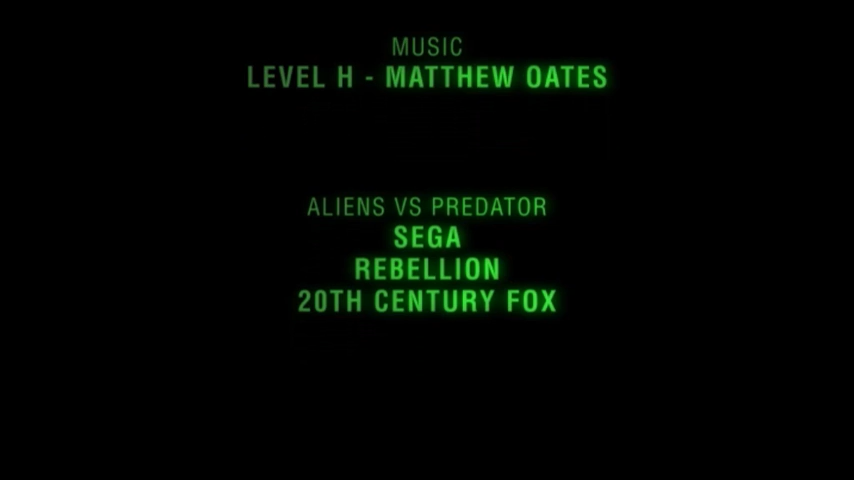 MUSIC
LEVEL H - MATTHEW OATES
ALIENS VS PREDATOR
SEGA
REBELLION
20TH CENTURY FOX